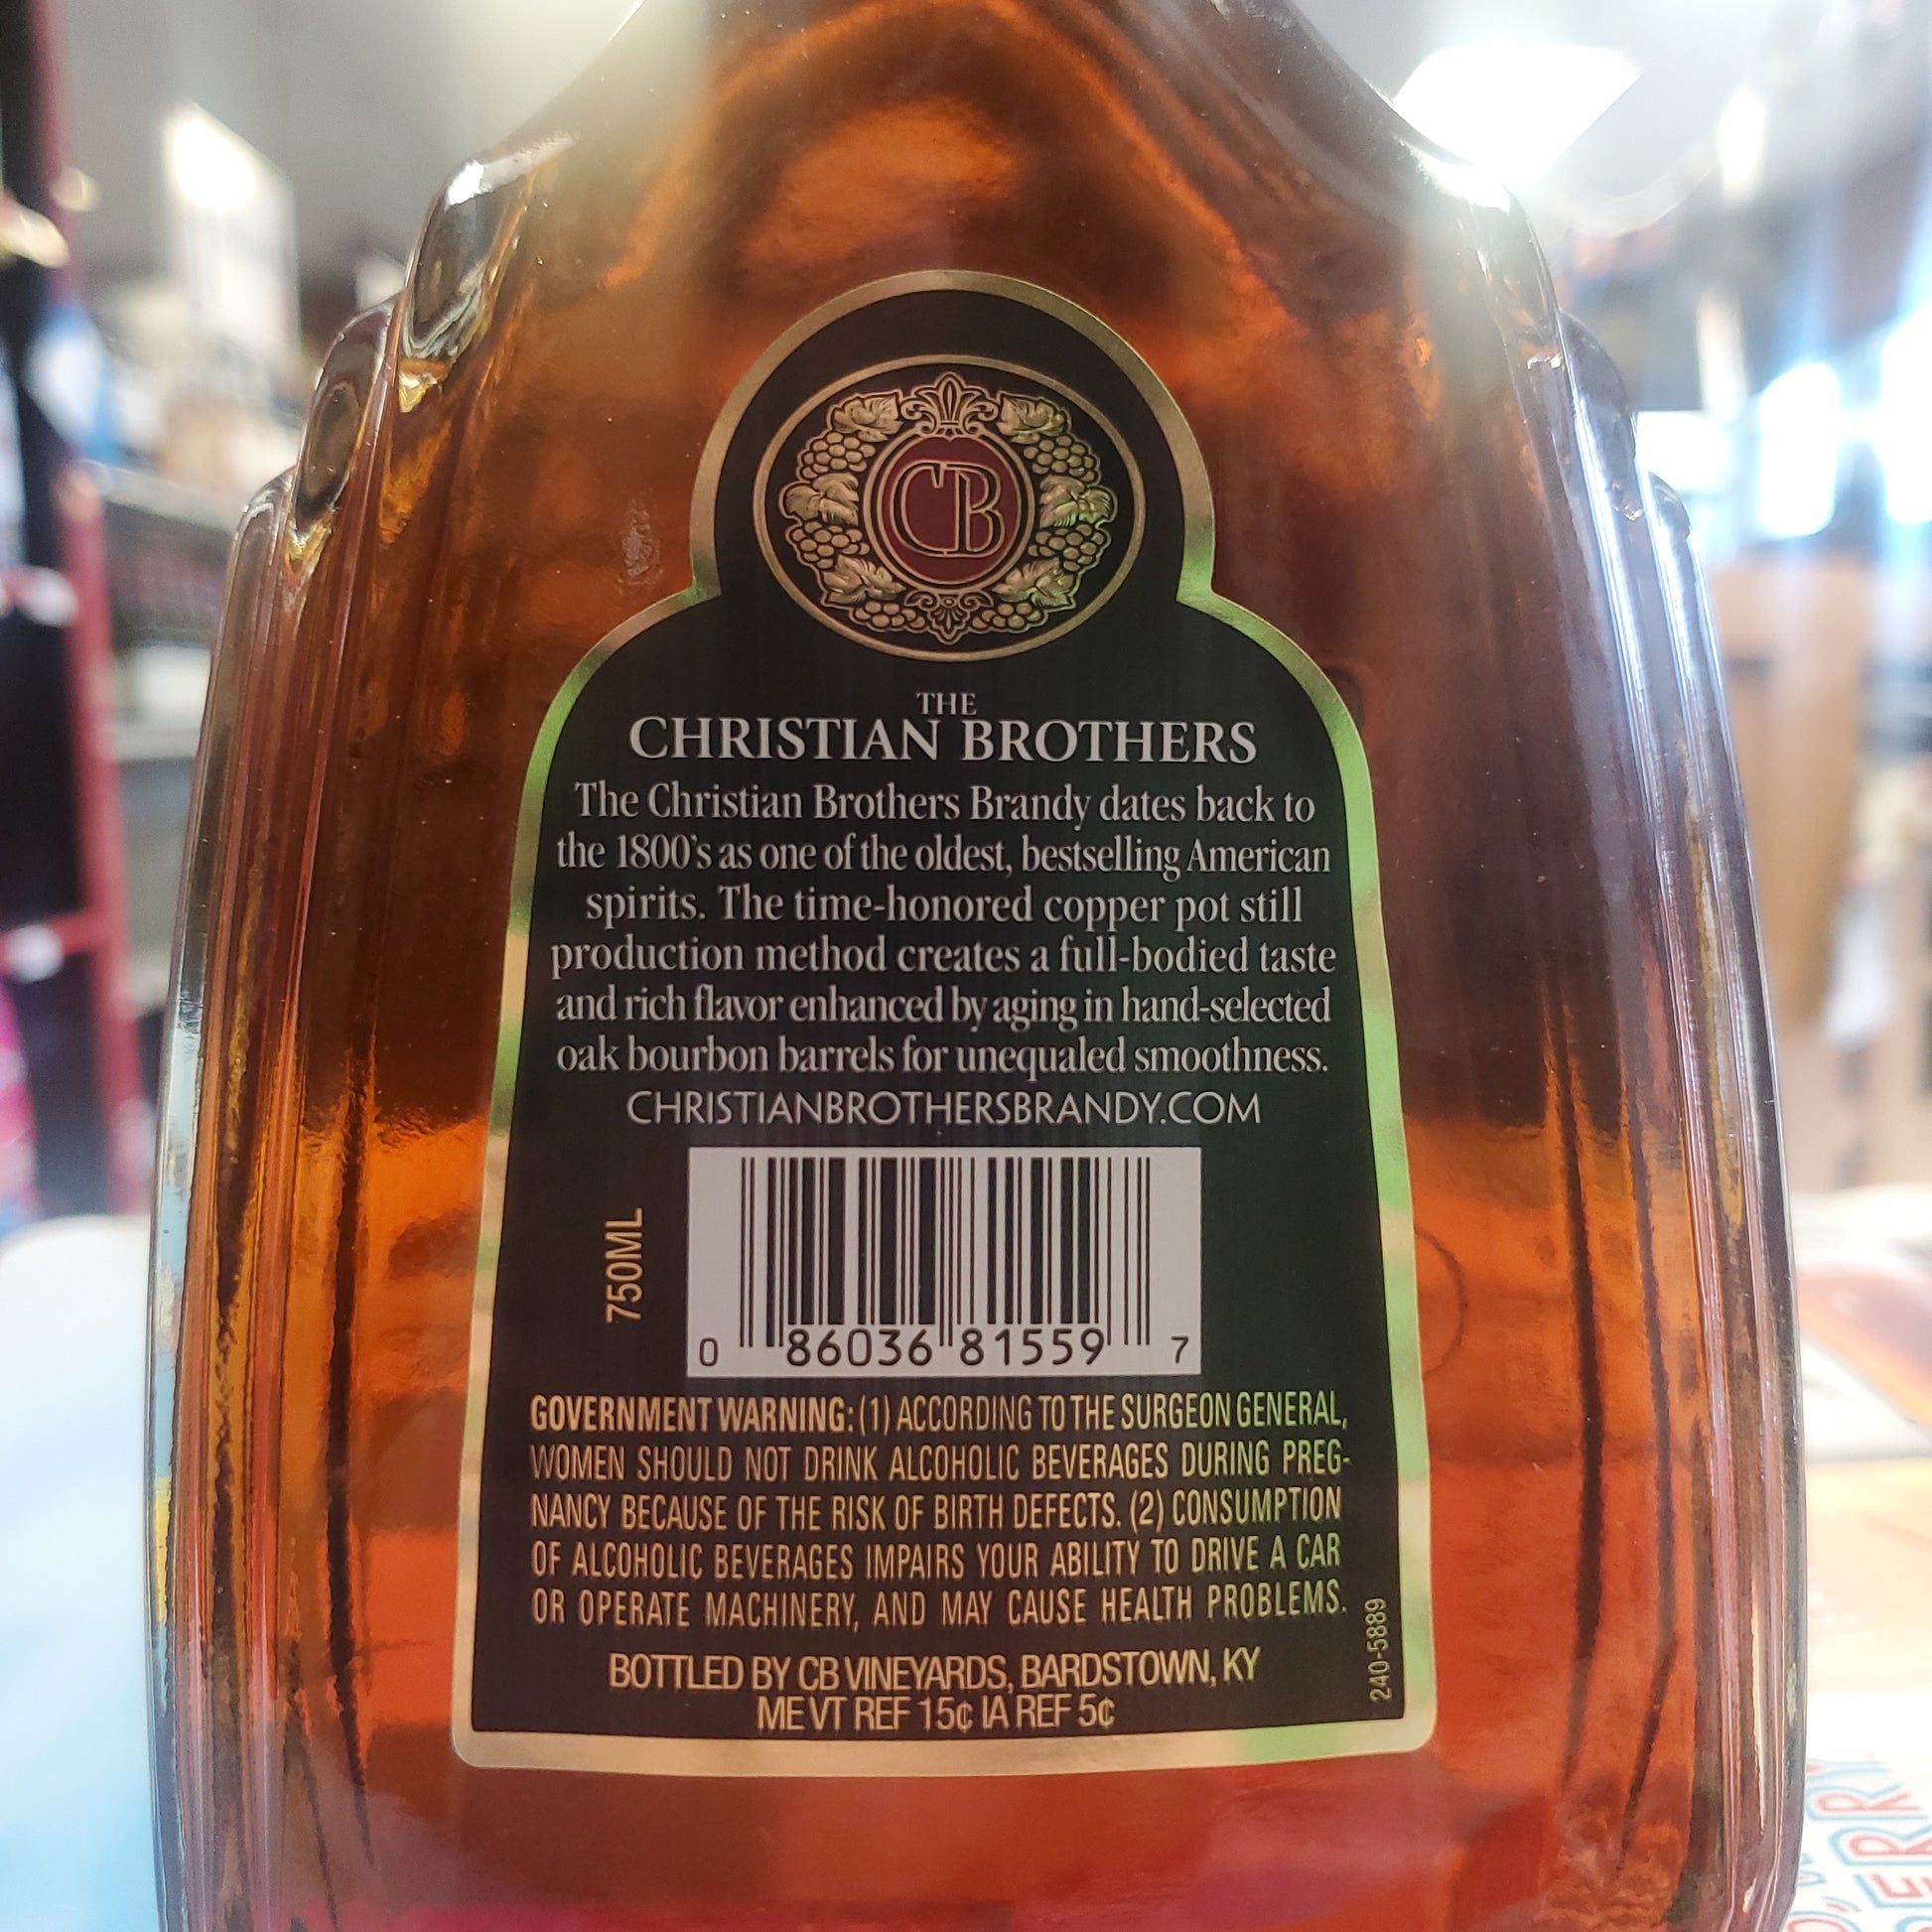 CB
THE
CHRISTIAN BROTHERS
The Christian Brothers Brandy dates back to
the 1800's as one of the oldest, bestselling American
spirits. The time-honored copper pot still
production method creates a full-bodied taste
and rich flavor enhanced by aging in hand-selected
oak bourbon barrels for unequaled smoothness.
CHRISTIANBROTHERSBRANDY.COM
750ML
0 86036 81559 7
GOVERNMENT WARNING: (1) ACCORDING TO THE SURGEON GENERAL,
WOMEN SHOULD NOT DRINK ALCOHOLIC BEVERAGES DURING PREG-
NANCY BECAUSE OF THE RISK OF BIRTH DEFECTS. (2) CONSUMPTION
OF ALCOHOLIC BEVERAGES IMPAIRS YOUR ABILITY TO DRIVE A CAR
OR OPERATE MACHINERY, AND MAY CAUSE HEALTH PROBLEMS.
240-5889
BOTTLED BY CB VINEYARDS, BARDSTOWN, KY
ME VT REF 15¢ IA REF 5¢